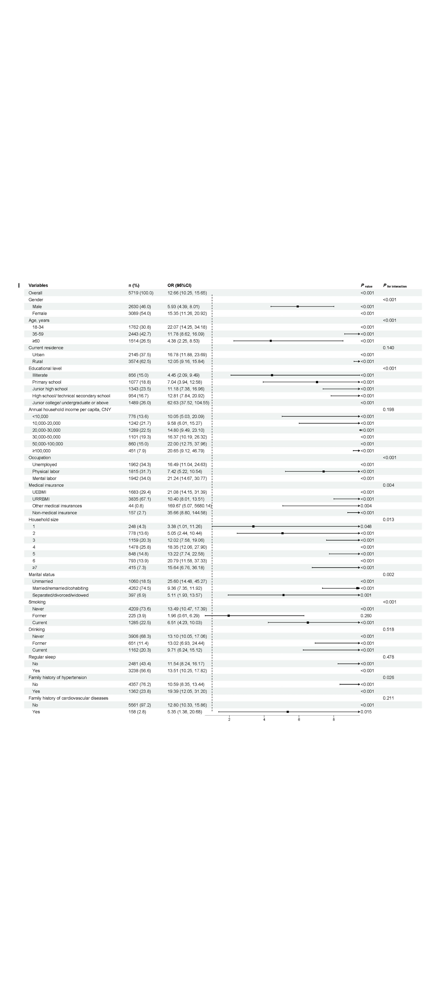 I Variables n (%) OR (95%CI) P value P for interaction
Overall 5719 (100.0) 12.66 (10.25, 15.65) <0.001
Gender <0.001
Male 2630 (46.0) 5.93 (4.39, 8.01) <0.001
Female 3089 (54.0) 15.35 (11.26, 20.92) <0.001
Age, years <0.001
18-34 1762 (30.8) 22.07 (14.25, 34.18) <0.001
35-59 2443 (42.7) 11.78 (8.62, 16.09) <0.001
≥60 1514 (26.5) 4.38 (2.25, 8.53) <0.001
Current residence 0.140
Urban 2145 (37.5) 16.78 (11.88, 23.69) <0.001
Rural 3574 (62.5) 12.05 (9.16, 15.84) <0.001
Educational level <0.001
Illiterate 856 (15.0) 4.45 (2.09, 9.49) <0.001
Primary school 1077 (18.8) 7.04 (3.94, 12.58) <0.001
Junior high school 1343 (23.5) 11.18 (7.38, 16.96) <0.001
High school/ technical secondary school 954 (16.7) 12.81 (7.84, 20.92) <0.001
Junior college/ undergraduate or above 1489 (26.0) 62.63 (37.52, 104.55) <0.001
Annual household income per capita, CNY 0.198
<10,000 776 (13.6) 10.05 (5.03, 20.09) <0.001
10,000-20,000 1242 (21.7) 9.58 (6.01, 15.27) <0.001
20,000-30,000 1289 (22.5) 14.80 (9.49, 23.10) <0.001
30,000-50,000 1101 (19.3) 16.37 (10.19, 26.32) <0.001
50,000-100,000 860 (15.0) 22.00 (12.75, 37.96) <0.001
≥100,000 451 (7.9) 20.65 (9.12, 46.79) <0.001
Occupation <0.001
Unemployed 1962 (34.3) 16.49 (11.04, 24.63) <0.001
Physical labor 1815 (31.7) 7.42 (5.22, 10.54) <0.001
Mental labor 1942 (34.0) 21.24 (14.67, 30.77) <0.001
Medical insurance 0.004
UEBMI 1683 (29.4) 21.08 (14.15, 31.39) <0.001
URRBMI 3835 (67.1) 10.40 (8.01, 13.51) <0.001
Other medical insurances 44 (0.8) 169.67 (5.07, 5680.14) 0.004
Non-medical insurance 157 (2.7) 35.66 (8.80, 144.58) <0.001
Household size 0.013
1 248 (4.3) 3.38 (1.01, 11.26) 0.048
2 778 (13.6) 5.05 (2.44, 10.44) <0.001
3 1159 (20.3) 12.02 (7.58, 19.06) <0.001
4 1478 (25.8) 18.35 (12.06, 27.90) <0.001
5 848 (14.8) 13.22 (7.74, 22.58) <0.001
6 793 (13.9) 20.79 (11.58, 37.33) <0.001
≥7 415 (7.3) 15.64 (6.76, 36.18) <0.001
Marital status 0.002
Unmarried 1060 (18.5) 25.60 (14.48, 45.27) <0.001
Married/remarried/cohabiting 4262 (74.5) 9.36 (7.35, 11.92) <0.001
Separated/divorced/widowed 397 (6.9) 5.11 (1.93, 13.57) 0.001
Smoking <0.001
Never 4209 (73.6) 13.49 (10.47, 17.39) <0.001
Former 225 (3.9) 1.96 (0.61, 6.29) 0.260
Current 1285 (22.5) 6.51 (4.23, 10.03) <0.001
Drinking 0.518
Never 3906 (68.3) 13.10 (10.05, 17.06) <0.001
Former 651 (11.4) 13.02 (6.93, 24.44) <0.001
Current 1162 (20.3) 9.71 (6.24, 15.12) <0.001
Regular sleep 0.478
No 2481 (43.4) 11.54 (8.24, 16.17) <0.001
Yes 3238 (56.6) 13.51 (10.25, 17.82) <0.001
Family history of hypertension 0.026
No 4357 (76.2) 10.59 (8.35, 13.44) <0.001
Yes 1362 (23.8) 19.39 (12.05, 31.20) <0.001
Family history of cardiovascular diseases 0.211
No 5561 (97.2) 12.80 (10.33, 15.86) <0.001
Yes 158 (2.8) 5.35 (1.38, 20.68) 0.015
2 4 6 8